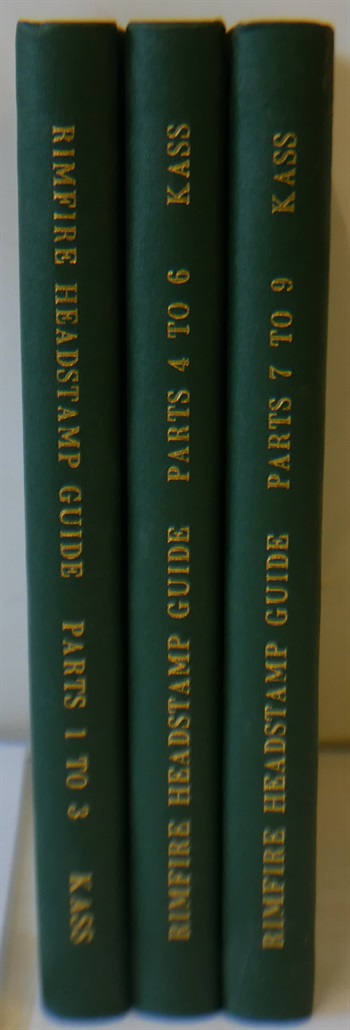 RIMFIRE HEADSTAMP GUIDE PARTS 1 TO 3 KASS
RIMFIRE HEADSTAMP GUIDE PARTS 4 TO 6 KASS
RIMFIRE HEADSTAMP GUIDE PARTS 7 TO 9 KASS